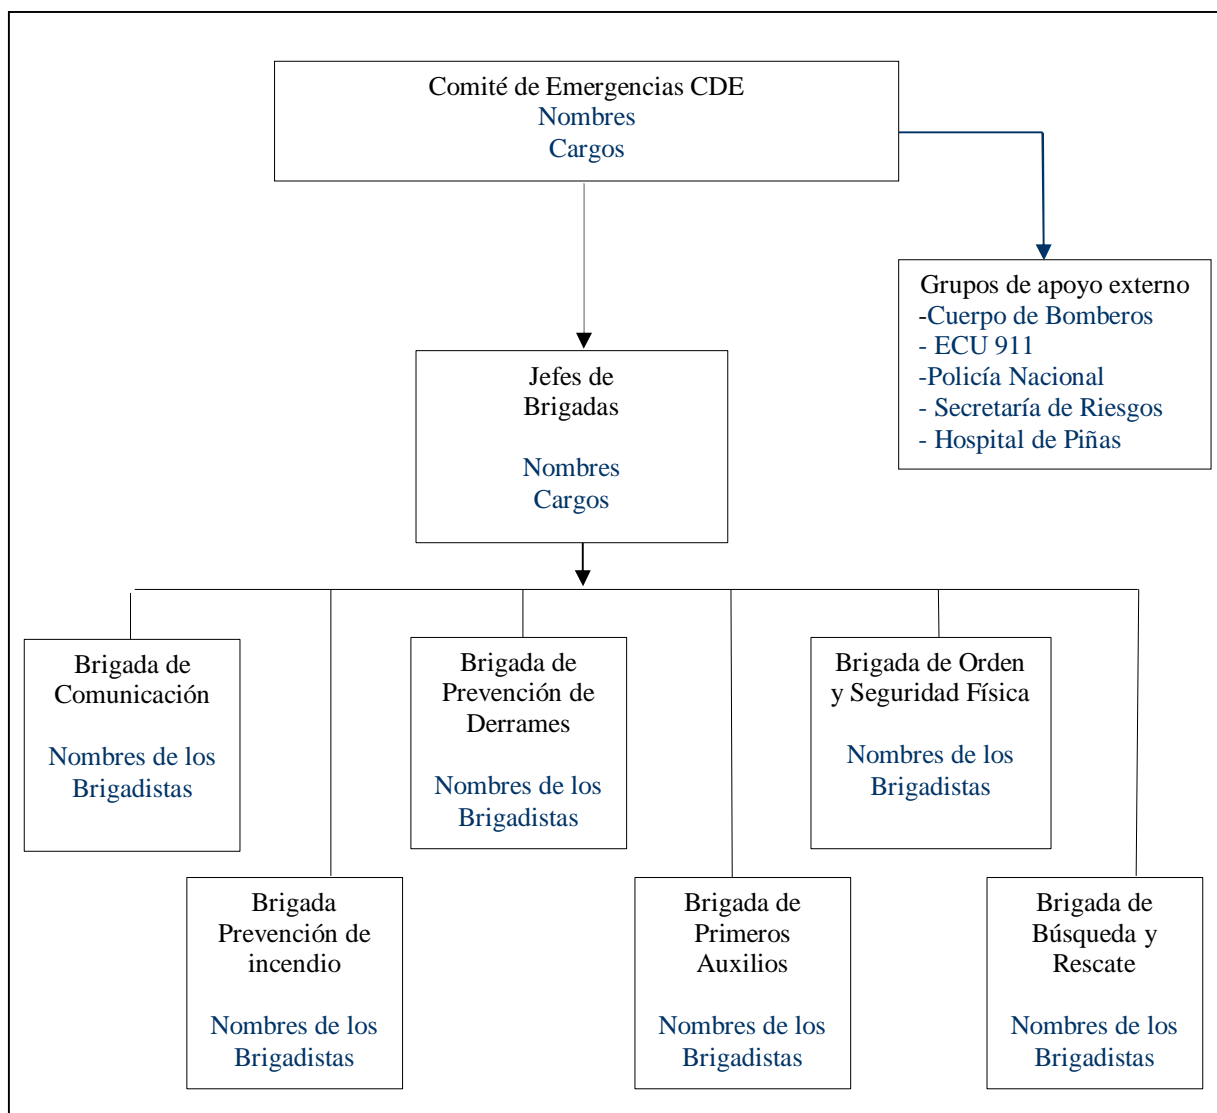 Comité de Emergencias CDE
Nombres
Cargos
Grupos de apoyo externo
-Cuerpo de Bomberos
- ECU 911
-Policía Nacional
- Secretaría de Riesgos
- Hospital de Piñas
Jefes de
Brigadas
Nombres
Cargos
Brigada de
Comunicación
Nombres de los
Brigadistas
Brigada de
Prevención de
Derrames
Nombres de los
Brigadistas
Brigada de Orden
y Seguridad Física
Nombres de los
Brigadistas
Brigada
Prevención de
incendio
Nombres de los
Brigadistas
Brigada de
Primeros
Auxilios
Nombres de los
Brigadistas
Brigada de
Búsqueda y
Rescate
Nombres de los
Brigadistas